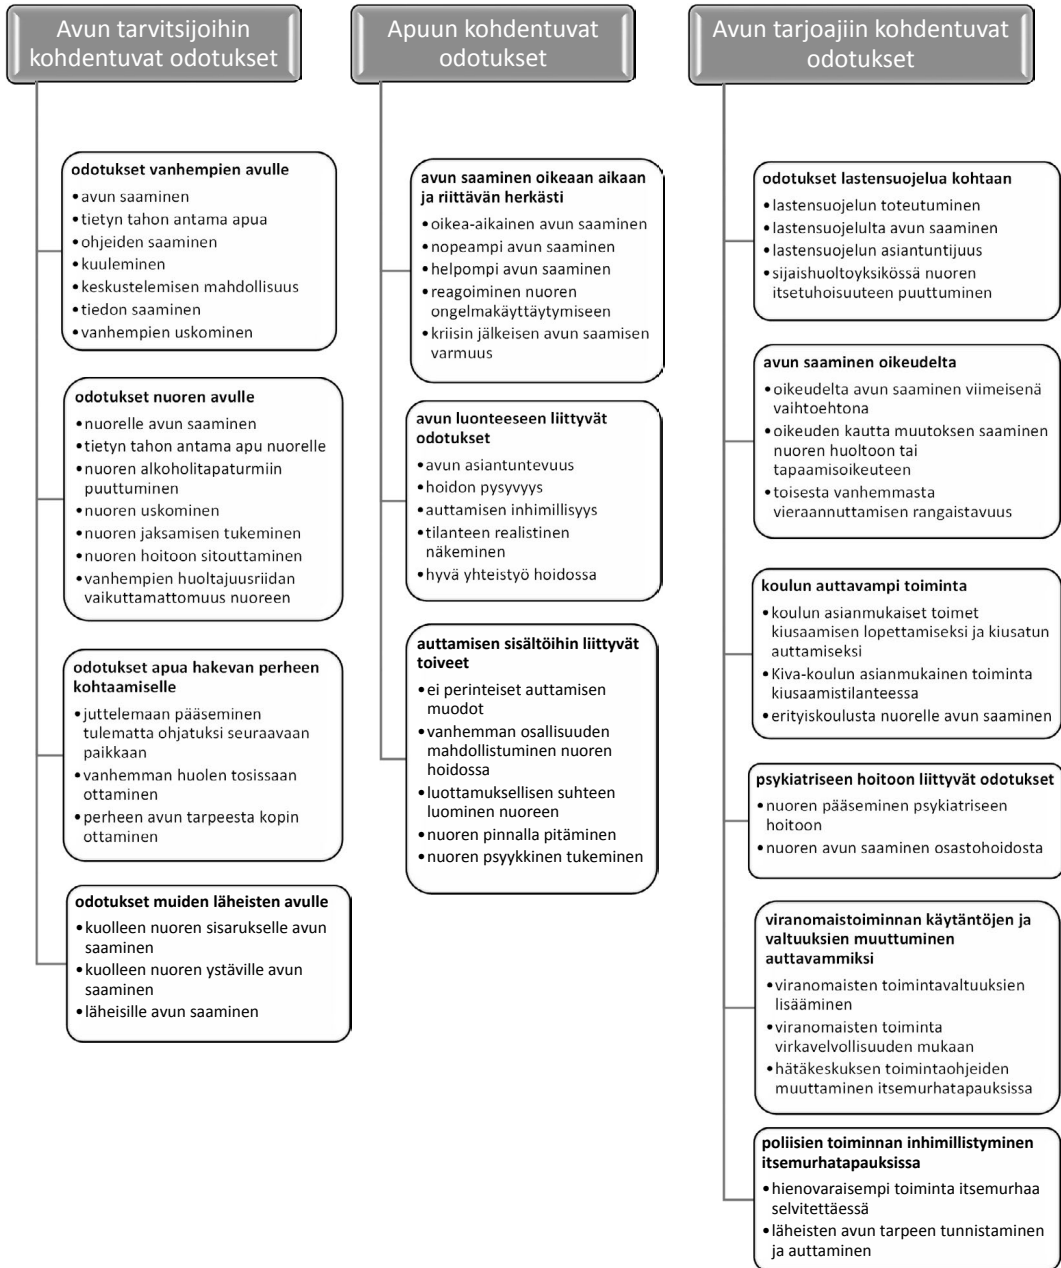 Avun tarvitsijoihin
kohdentuvat odotukset
odotukset vanhempien avulle
•avun saaminen
•tietyn tahon antama apua
•ohjeiden saaminen
•kuuleminen
•keskustelemisen mahdollisuus
•tiedon saaminen
•vanhempien uskominen
odotukset nuoren avulle
•nuorelle avun saaminen
•tietyn tahon antama apu nuorelle
•nuoren alkoholitapaturmiin
puuttuminen
•nuoren uskominen
•nuoren jaksamisen tukeminen
•nuoren hoitoon sitouttaminen
•vanhempien huoltajuusriidan
vaikuttamattomuus nuoreen
odotukset apua hakevan perheen
kohtaamiselle
•juttelemaan pääseminen
tulematta ohjatuksi seuraavaan
paikkaan
•vanhemman huolen tosissaan
ottaminen
•perheen avun tarpeesta kopin
ottaminen
odotukset muiden läheisten avulle
•kuolleen nuoren sisarukselle avun
saaminen
•kuolleen nuoren ystäville avun
saaminen
•läheisille avun saaminen
Apuun kohdentuvat
odotukset
avun saaminen oikeaan aikaan
ja riittävän herkästi
•oikea-aikainen avun saaminen
•nopeampi avun saaminen
•helpompi avun saaminen
•reagoiminen nuoren
ongelmakäyttäytymiseen
•kriisin jälkeisen avun saamisen
varmuus
avun luonteeseen liittyvät
odotukset
•avun asiantuntevuus
•hoidon pysyvyys
•auttamisen inhimillisyys
•tilanteen realistinen
näkeminen
•hyvä yhteistyö hoidossa
auttamisen sisältöihin liittyvät
toiveet
•ei perinteiset auttamisen
muodot
•vanhemman osallisuuden
mahdollistuminen nuoren
hoidossa
•luottamuksellisen suhteen
luominen nuoreen
•nuoren pinnalla pitäminen
•nuoren psyykkinen tukeminen
Avun tarjoajiin kohdentuvat
odotukset
odotukset lastensuojelua kohtaan
•lastensuojelun toteutuminen
•lastensuojelulta avun saaminen
•lastensuojelun asiantuntijuus
•sijaishuoltoyksikössä nuoren
itsetuhoisuuteen puuttuminen
avun saaminen oikeudelta
•oikeudelta avun saaminen viimeisenä
vaihtoehtona
•oikeuden kautta muutoksen saaminen
nuoren huoltoon tai
tapaamisoikeuteen
•toisesta vanhemmasta
vieraannuttamisen rangaistavuus
koulun auttavampi toiminta
•koulun asianmukaiset toimet
kiusaamisen lopettamiseksi ja kiusatun
auttamiseksi
•Kiva-koulun asianmukainen toiminta
kiusaamistilanteessa
•erityiskoulusta nuorelle avun saaminen
psykiatriseen hoitoon liittyvät odotukset
•nuoren pääseminen psykiatriseen
hoitoon
•nuoren avun saaminen osastohoidosta
viranomaistoiminnan käytäntöjen ja
valtuuksien muuttuminen
auttavammiksi
•viranomaisten toimintavaltuuksien
lisääminen
•viranomaisten toiminta
virkavelvollisuuden mukaan
•hätäkeskuksen toimintaohjeiden
muuttaminen itsemurhatapauksissa
poliisien toiminnan inhimillistyminen
itsemurhatapauksissa
•hienovaraisempi toiminta itsemurhaa
selvitettäessä
•läheisten avun tarpeen tunnistaminen
ja auttaminen